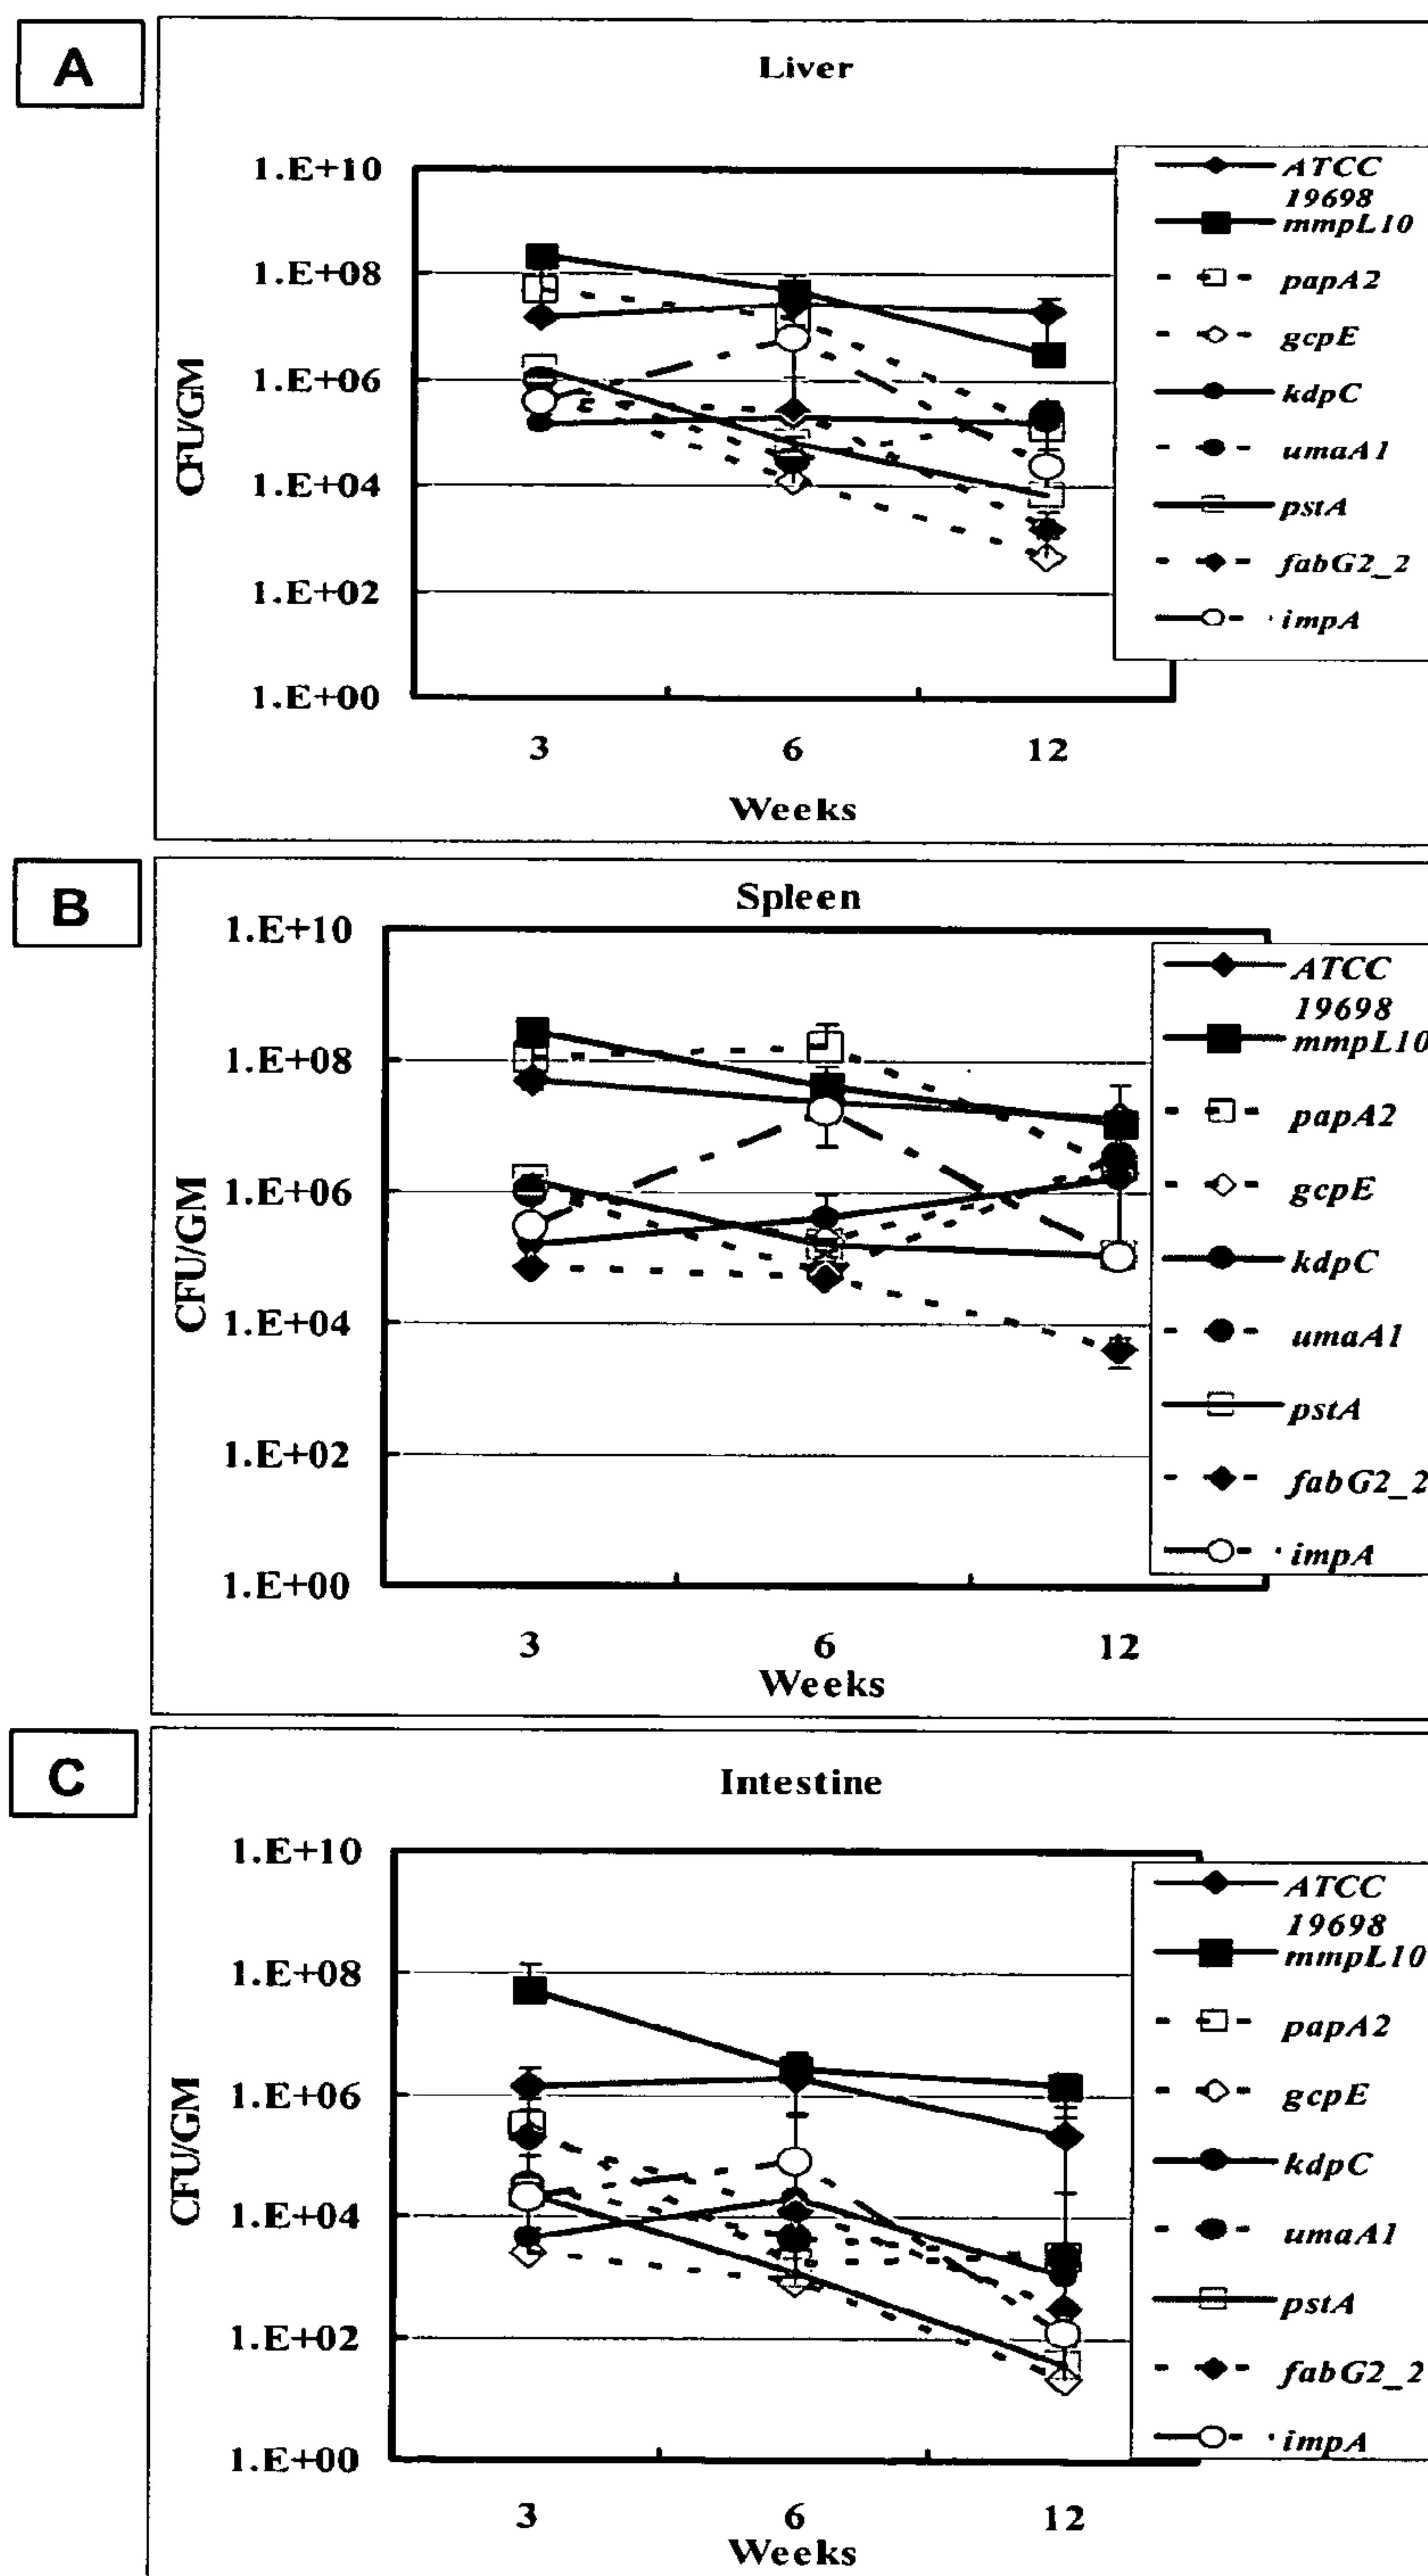 A
Liver
1.E+10
1.E+08
1.E+06
1.E+04
1.E+02
1.E+00
CFU/GM
3 6 12
Weeks
ATCC
19698
mmpL10
papA2
gcpE
kdpC
umaA1
pstA
fabG2_2
impA
B
Spleen
1.E+10
1.E+08
1.E+06
1.E+04
1.E+02
1.E+00
CFU/GM
3 6 12
Weeks
ATCC
19698
mmpL10
papA2
gcpE
kdpC
umaA1
pstA
fabG2_2
impA
C
Intestine
1.E+10
1.E+08
1.E+06
1.E+04
1.E+02
1.E+00
CFU/GM
3 6 12
Weeks
ATCC
19698
mmpL10
papA2
gcpE
kdpC
umaA1
pstA
fabG2_2
impA